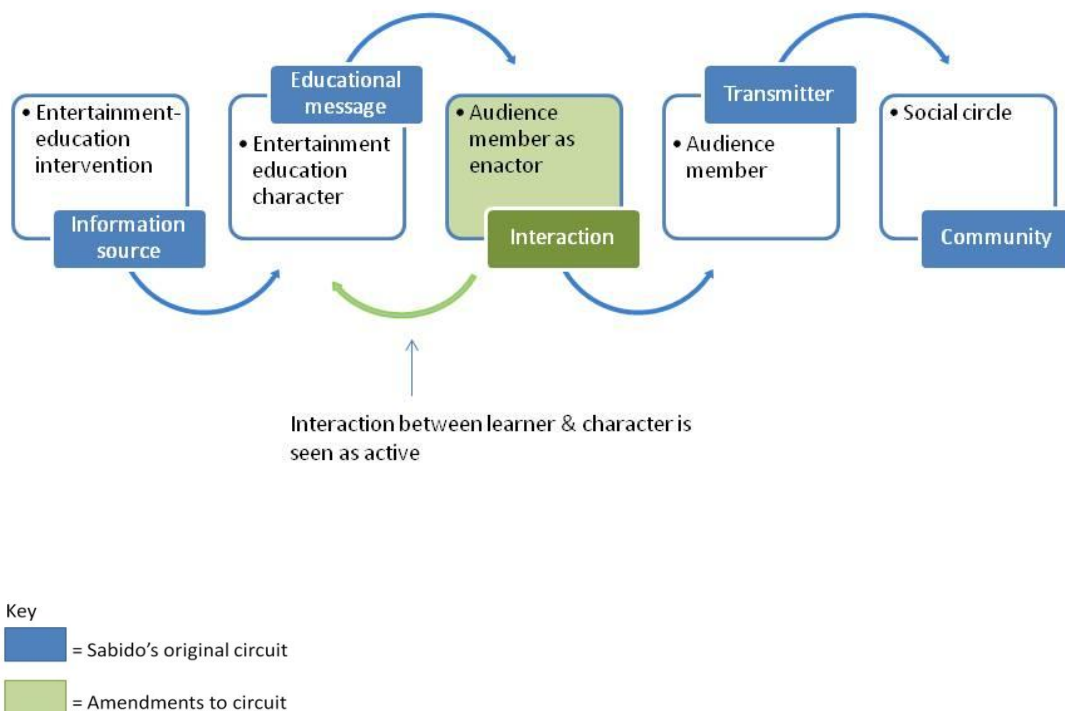 • Entertainment-
education
intervention
Information
source
Educational
message
• Entertainment
education
character
• Audience
member as
enactor
Interaction
Transmitter
• Audience
member
• Social circle
Community
Interaction between learner & character is
seen as active
Key
= Sabido’s original circuit
= Amendments to circuit